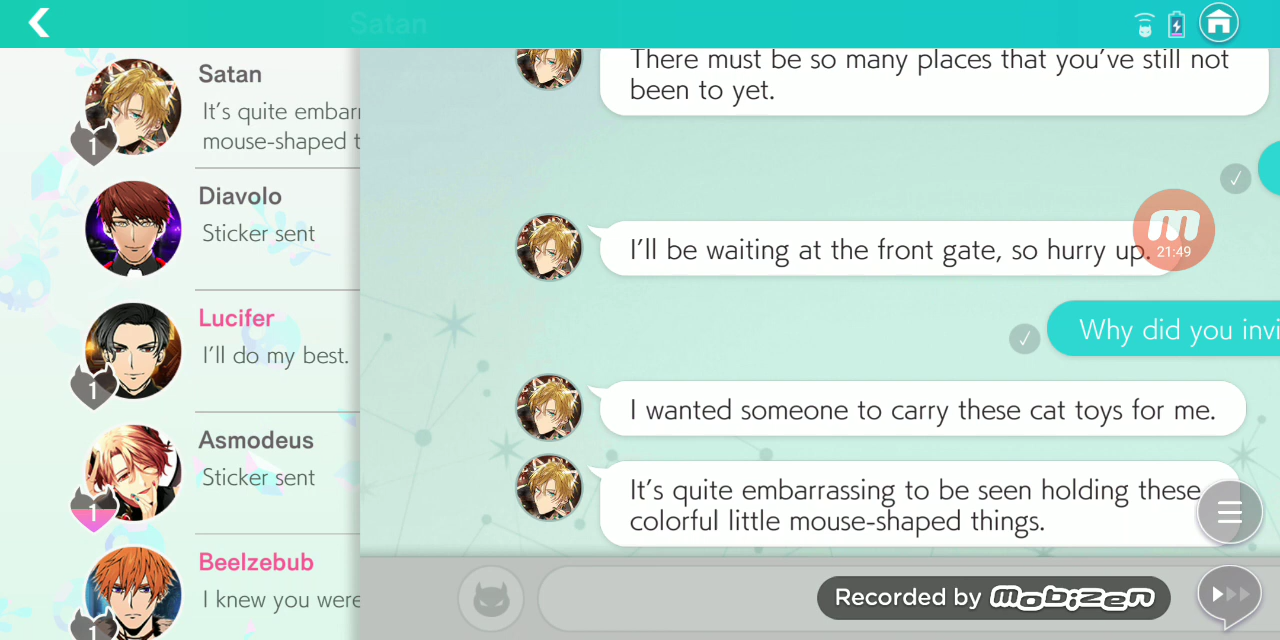 Satan
Satan
It's quite embarr
mouse-shaped t
1
Diavolo
Sticker sent
Lucifer
I'll do my best.
1
Asmodeus
Sticker sent
1
Beelzebub
I knew you were
1
There must be so many places that you've still not
been to yet.
I'll be waiting at the front gate, so hurry up.
21:49
Why did you invi
I wanted someone to carry these cat toys for me.
It's quite embarrassing to be seen holding these
colorful little mouse-shaped things.
Recorded by mobizen